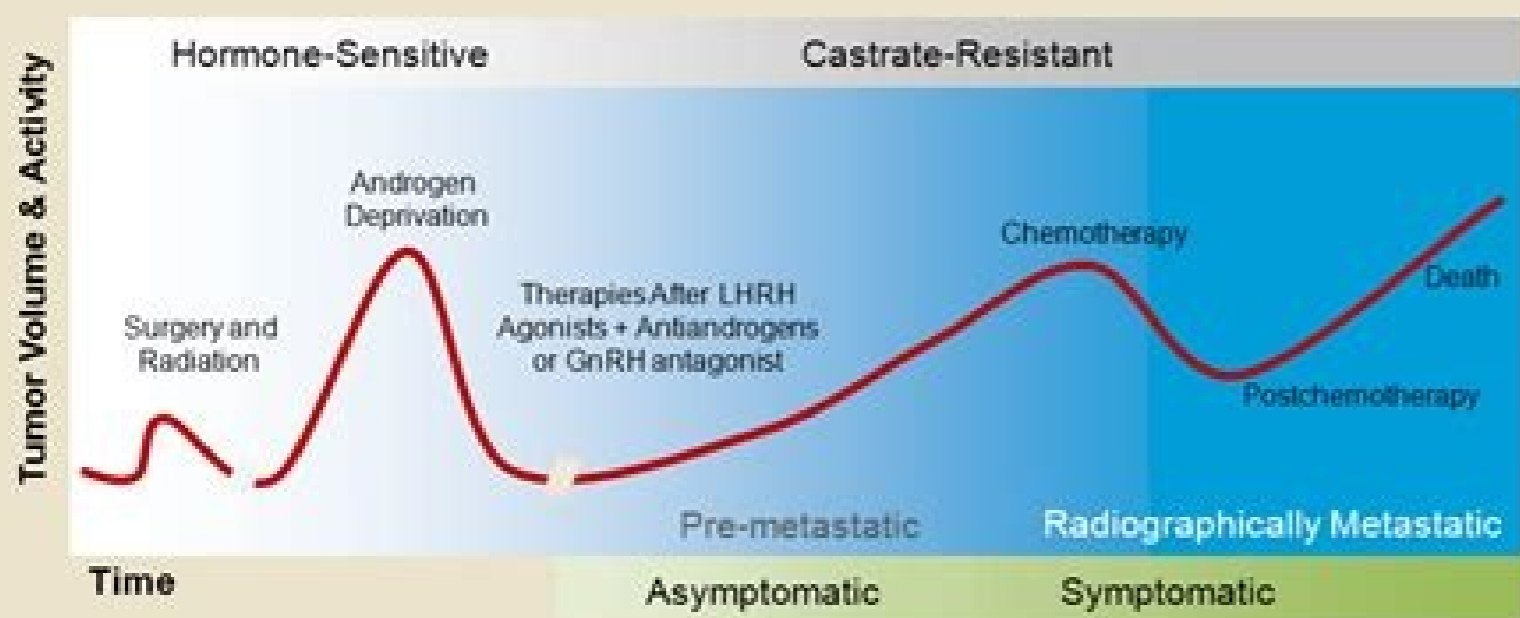 Hormone-Sensitive
Castrate-Resistant
Tumor Volume & Activity
Androgen
Deprivation
Surgery and
Radiation
Therapies After LHRH
Agonists + Antiandrogens
or GnRH antagonist
Chemotherapy
Death
Postchemotherapy
Pre-metastatic
Radiographically Metastatic
Time
Asymptomatic
Symptomatic